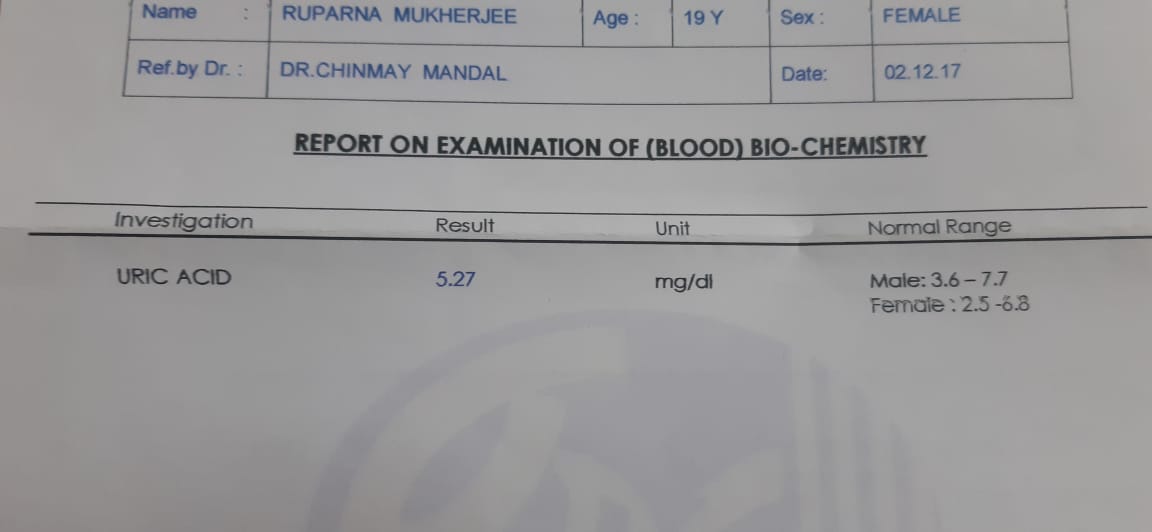 Name : RUPARNA MUKHERJEE Age : 19 Y Sex : FEMALE
Ref.by Dr. : DR.CHINMAY MANDAL Date: 02.12.17
REPORT ON EXAMINATION OF (BLOOD) BIO-CHEMISTRY
Investigation Result Unit Normal Range
URIC ACID 5.27 mg/dl Male: 3.6 – 7.7
Female : 2.5 -6.8